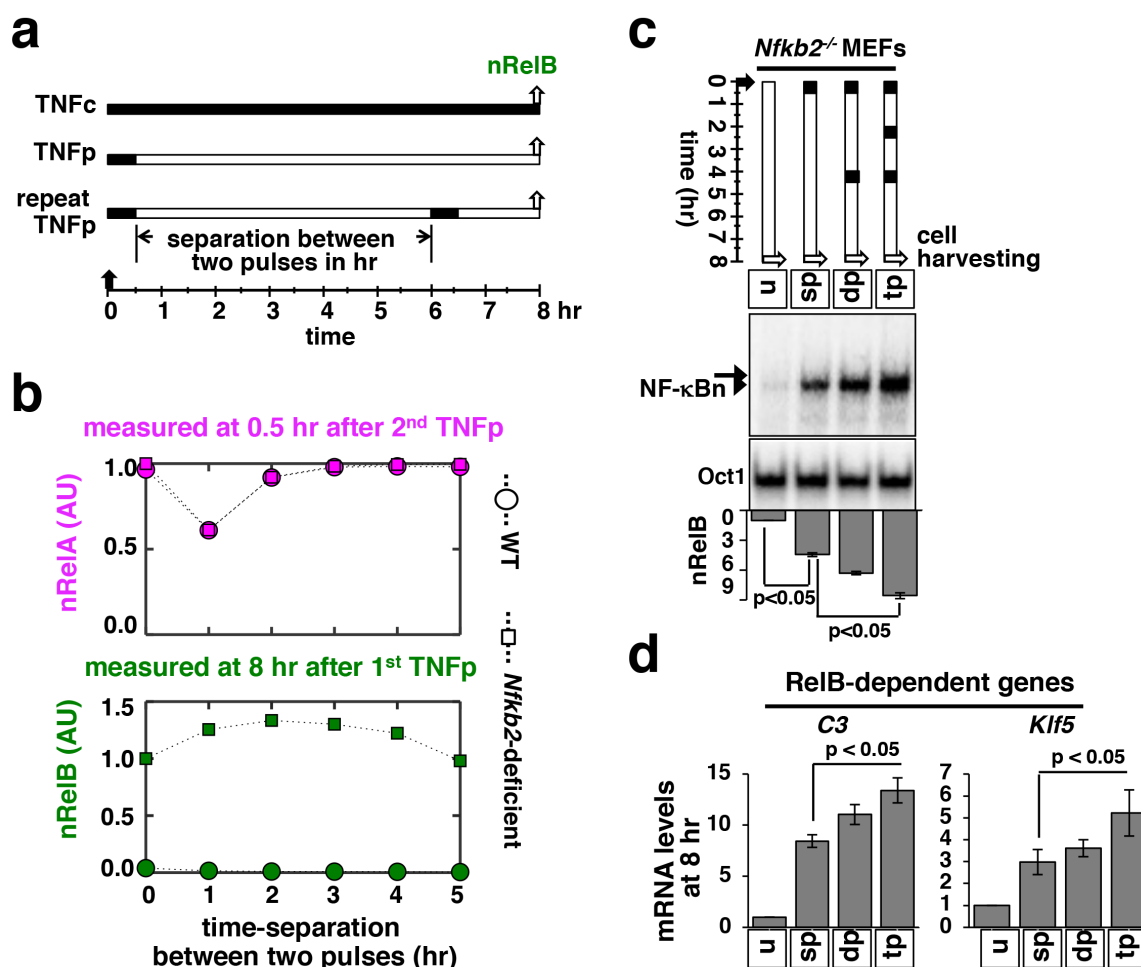 a
nRelB
TNFc
TNFp
repeat
TNFp
separation between
two pulses in hr
0 1 2 3 4 5 6 7 8 hr
time
b
measured at 0.5 hr after 2nd TNFp
nRelA (AU)
1.0
0.5
0.0
measured at 8 hr after 1st TNFp
nRelB (AU)
1.5
1.0
0.5
0.0
0 1 2 3 4 5
time-separation
between two pulses (hr)
WT
Nfkb2-deficient
c
Nfkb2-/- MEFs
time (hr)
0 1 2 3 4 5 6 7 8
cell
harvesting
u sp dp tp
NF-κBn
Oct1
nRelB
0
3
6
9
p<0.05
p<0.05
d
RelB-dependent genes
C3
p < 0.05
mRNA levels
at 8 hr
15
10
5
0
u sp dp tp
Klf5
p < 0.05
7
6
5
4
3
2
1
0
u sp dp tp